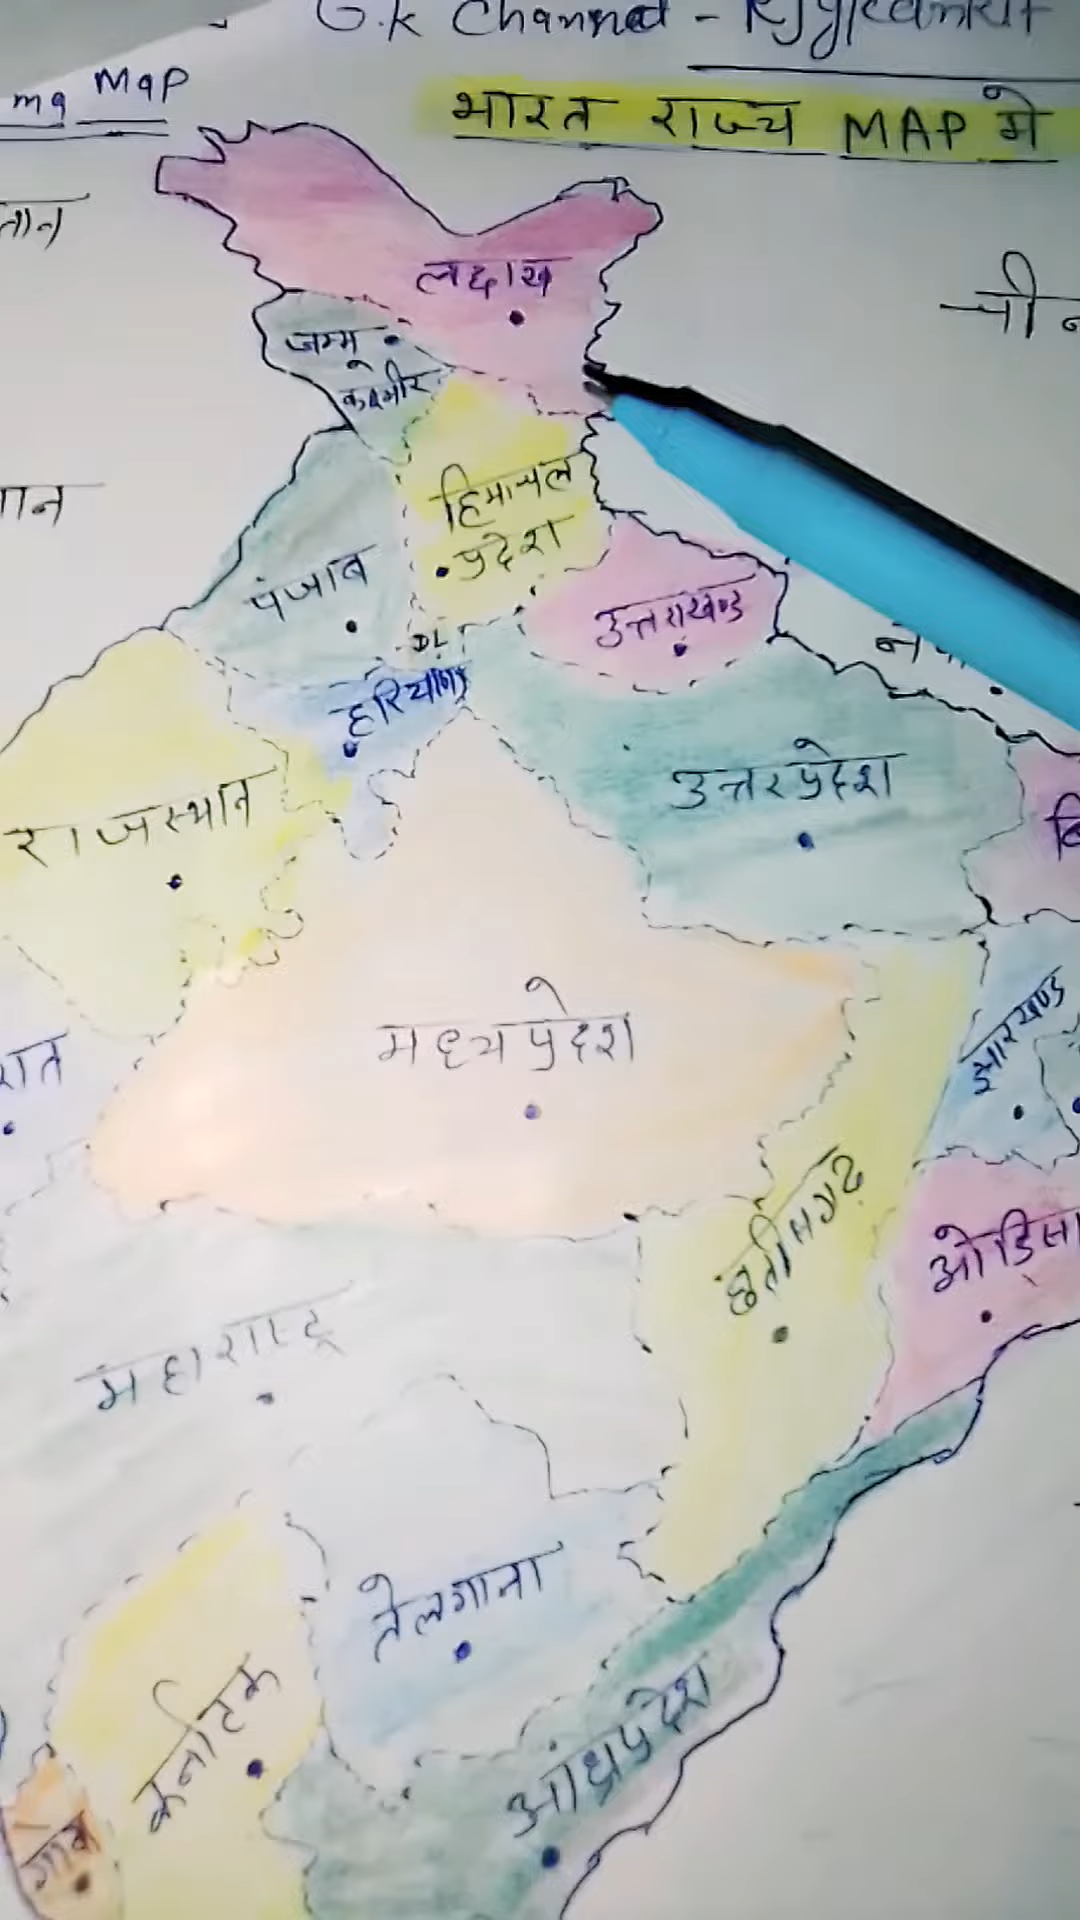 G.K Channel -
Map
भारत राज्य MAP मे
लद्दाख
जम्मू
कश्मीर
हिमाचल
प्रदेश
पंजाब
उत्तराखण्ड
DL
हरियाणा
उत्तरप्रदेश
राजस्थान
मध्यप्रदेश
झारखण्ड
छत्तीसगढ
ओडिसा
महाराष्ट्र
तेलगाना
कर्नाटक
आंध्रप्रदेश
गोवा